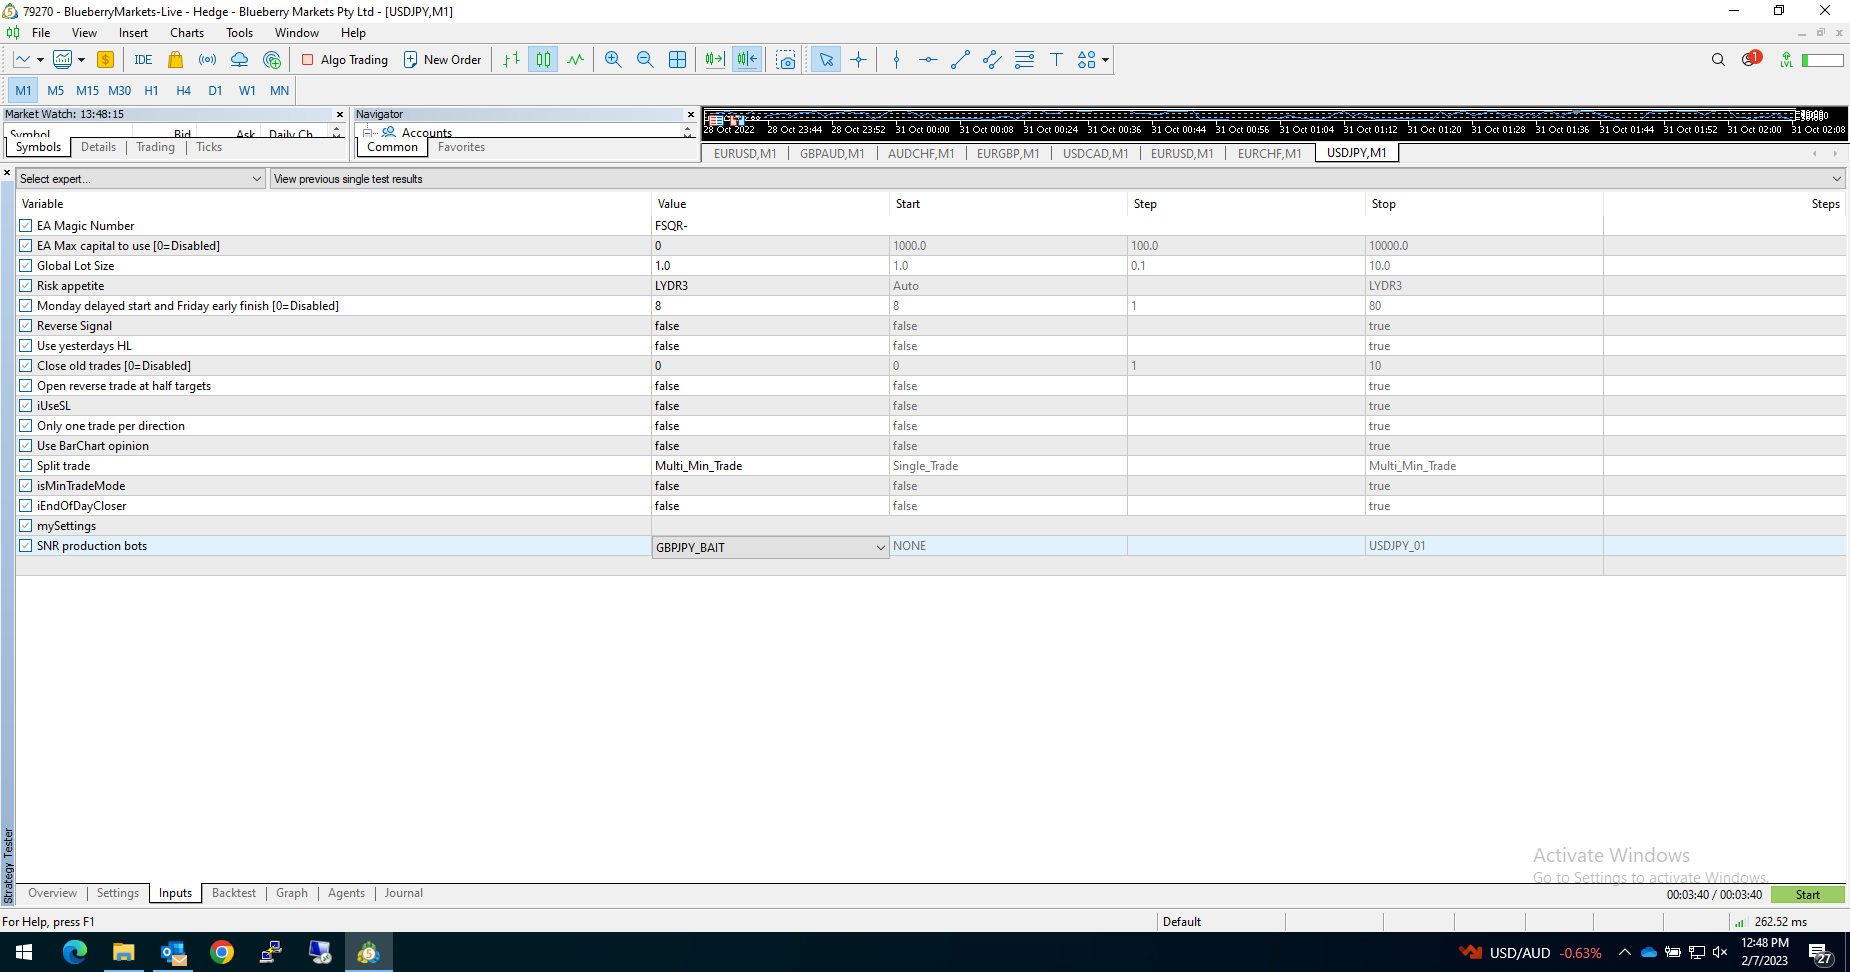 79270 - BlueberryMarkets-Live - Hedge - Blueberry Markets Pty Ltd - [USDJPY,M1]
File View Insert Charts Tools Window Help
IDE Algo Trading New Order 1 LVL
M1 M5 M15 M30 H1 H4 D1 W1 MN
Market Watch: 13:48:15 Navigator
Symbol Bid Ask Daily Ch... Accounts
28 Oct 2022 28 Oct 23:44 28 Oct 23:52 31 Oct 00:00 31 Oct 00:08 31 Oct 00:24 31 Oct 00:36 31 Oct 00:44 31 Oct 00:56 31 Oct 01:04 31 Oct 01:12 31 Oct 01:20 31 Oct 01:28 31 Oct 01:36 31 Oct 01:44 31 Oct 01:52 31 Oct 02:00 31 Oct 02:08
Symbols Details Trading Ticks Common Favorites
EURUSD,M1 GBPAUD,M1 AUDCHF,M1 EURGBP,M1 USDCAD,M1 EURUSD,M1 EURCHF,M1 USDJPY,M1
Select expert... View previous single test results
Variable Value Start Step Stop Steps
EA Magic Number FSQR-
EA Max capital to use [0=Disabled] 0 1000.0 100.0 10000.0
Global Lot Size 1.0 1.0 0.1 10.0
Risk appetite LYDR3 Auto LYDR3
Monday delayed start and Friday early finish [0=Disabled] 8 8 1 80
Reverse Signal false false true
Use yesterdays HL false false true
Close old trades [0=Disabled] 0 0 1 10
Open reverse trade at half targets false false true
iUseSL false false true
Only one trade per direction false false true
Use BarChart opinion false false true
Split trade Multi_Min_Trade Single_Trade Multi_Min_Trade
isMinTradeMode false false true
iEndOfDayCloser false false true
mySettings
SNR production bots GBPJPY_BAIT NONE USDJPY_01
Strategy Tester
Activate Windows
Go to Settings to activate Windows.
Overview Settings Inputs Backtest Graph Agents Journal 00:03:40 / 00:03:40 Start
For Help, press F1 Default 262.52 ms
USD/AUD -0.63% 12:48 PM
2/7/2023 27